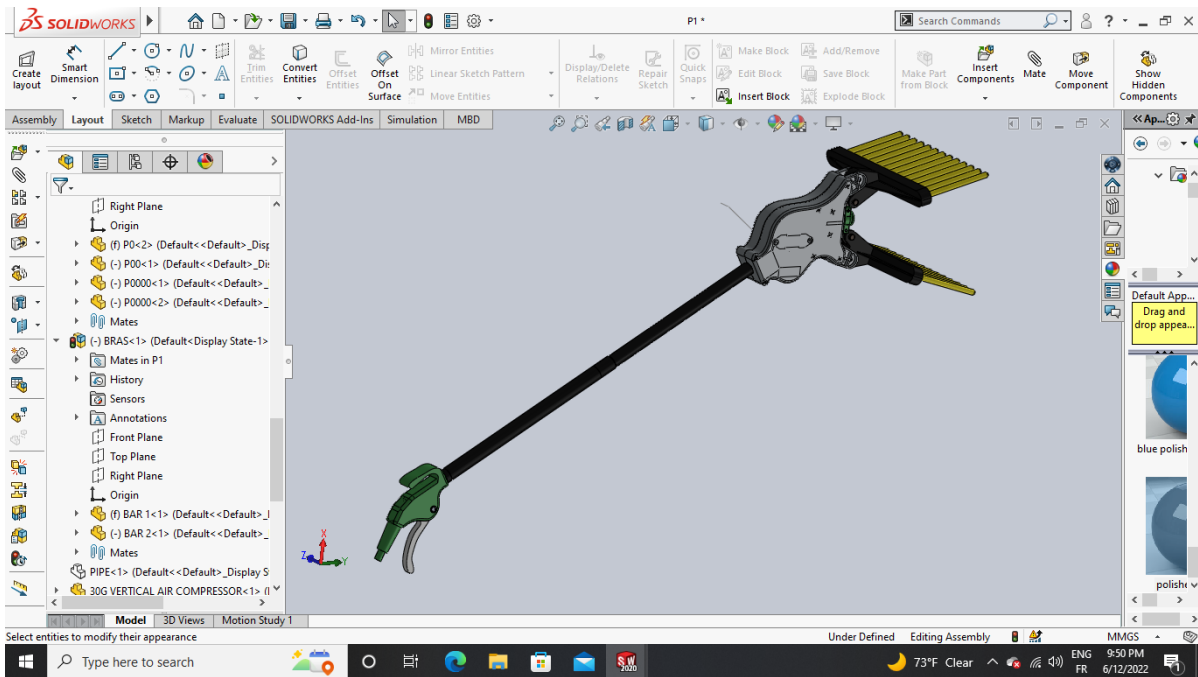 SOLIDWORKS
P1 *
Search Commands
Create layout
Smart Dimension
Trim Entities
Convert Entities
Offset Entities
Offset On Surface
Mirror Entities
Linear Sketch Pattern
Move Entities
Display/Delete Relations
Repair Sketch
Quick Snaps
Make Block
Edit Block
Insert Block
Add/Remove
Save Block
Explode Block
Make Part from Block
Insert Components
Mate
Move Component
Show Hidden Components
Assembly Layout Sketch Markup Evaluate SOLIDWORKS Add-Ins Simulation MBD
Ap...
Right Plane
Origin
(f) P0<2> (Default<<Default>_Disp
(-) P00<1> (Default<<Default>_Di
(-) P0000<1> (Default<<Default>_
(-) P0000<2> (Default<<Default>_
Mates
(-) BRAS<1> (Default<Display State-1>
Mates in P1
History
Sensors
Annotations
Front Plane
Top Plane
Right Plane
Origin
(f) BAR 1<1> (Default<<Default>_
(-) BAR 2<1> (Default<<Default>_
Mates
PIPE<1> (Default<<Default>_Display S
30G VERTICAL AIR COMPRESSOR<1> (
X
Z
Y
Default App...
Drag and
drop appea...
blue polish
polishe
Model 3D Views Motion Study 1
Select entities to modify their appearance
Under Defined Editing Assembly MMGS
Type here to search
SW
2020
73°F Clear
ENG
FR
9:50 PM
6/12/2022
1